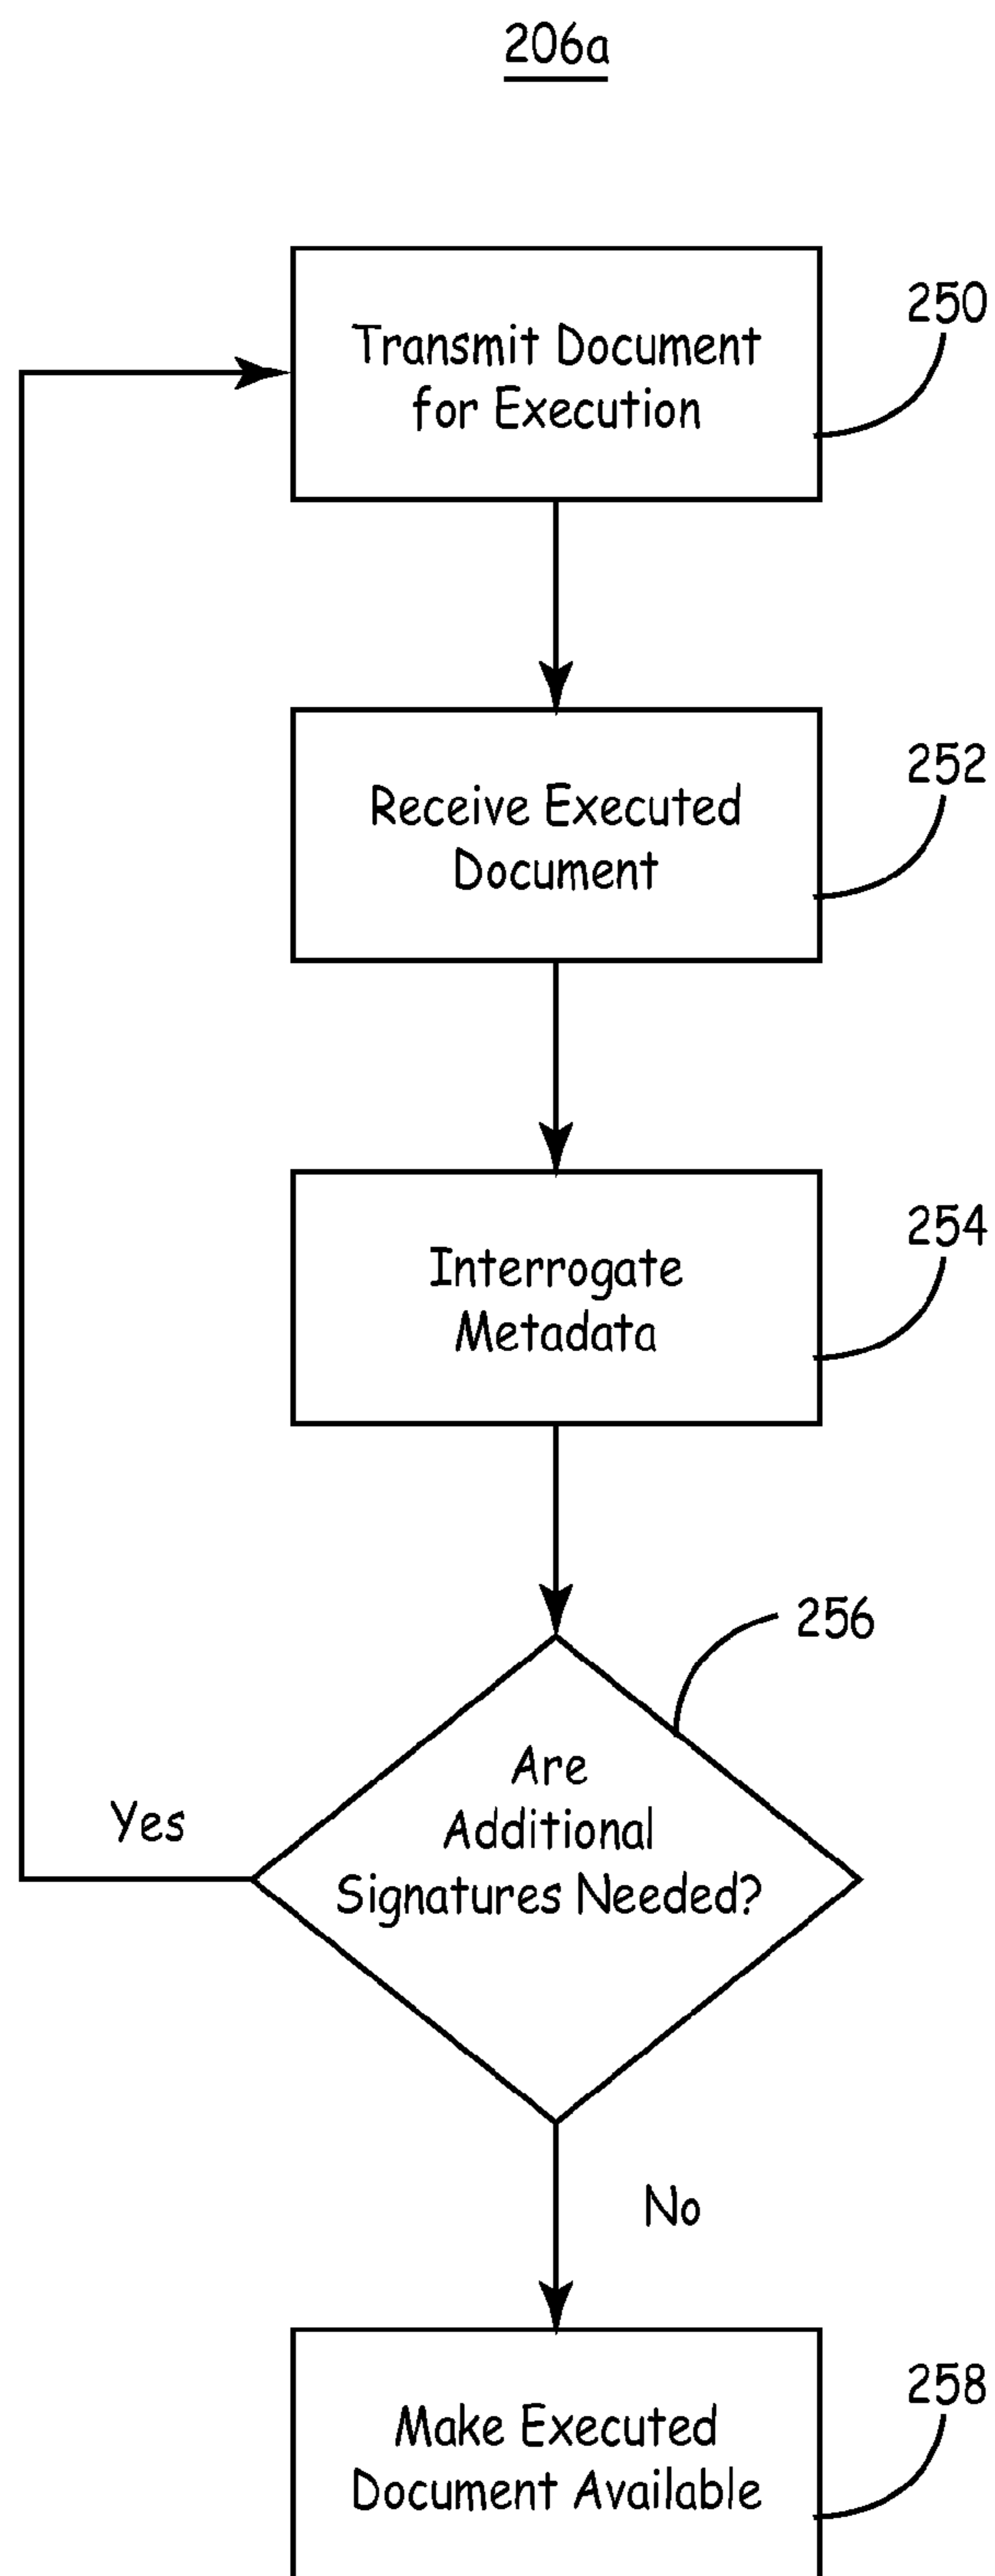 206a
Transmit Document
for Execution
250
Receive Executed
Document
252
Interrogate
Metadata
254
256
Are
Additional
Signatures Needed?
Yes
No
Make Executed
Document Available
258